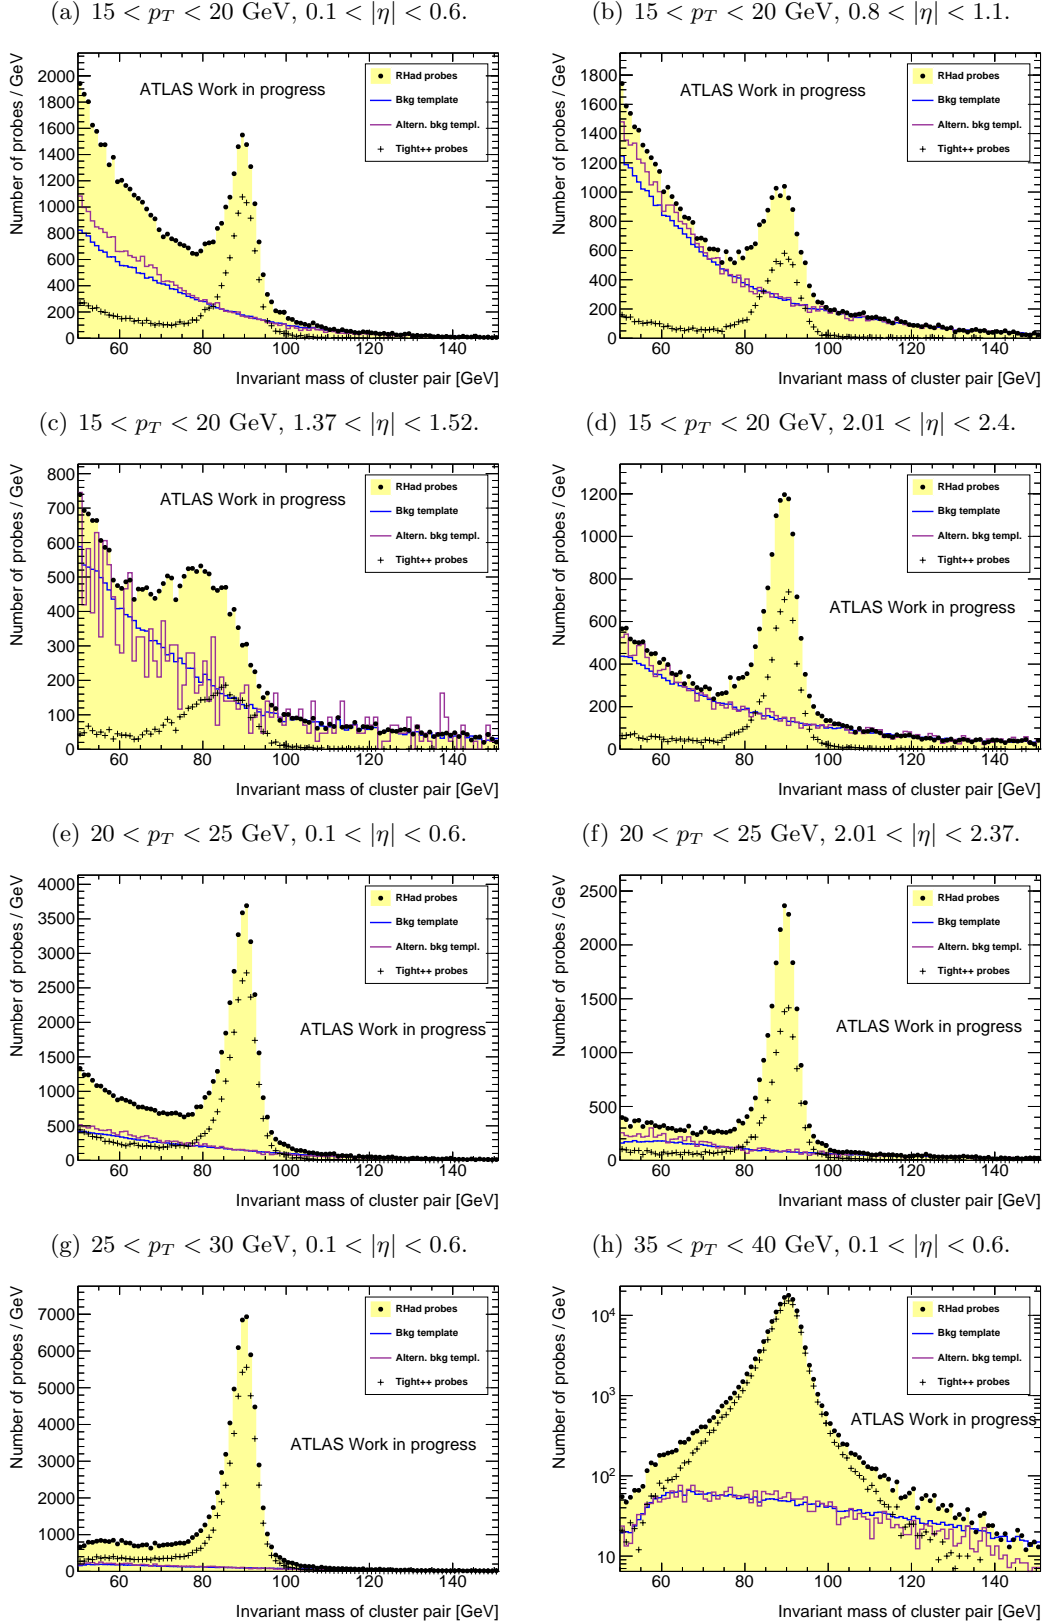 (a) 15 < p_T < 20 GeV, 0.1 < |η| < 0.6.
Number of probes / GeV
2000
1800
1600
1400
1200
1000
800
600
400
200
0
ATLAS Work in progress
RHad probes
Bkg template
Altern. bkg templ.
Tight++ probes
60 80 100 120 140
Invariant mass of cluster pair [GeV]
(b) 15 < p_T < 20 GeV, 0.8 < |η| < 1.1.
Number of probes / GeV
1800
1600
1400
1200
1000
800
600
400
200
0
ATLAS Work in progress
RHad probes
Bkg template
Altern. bkg templ.
Tight++ probes
60 80 100 120 140
Invariant mass of cluster pair [GeV]
(c) 15 < p_T < 20 GeV, 1.37 < |η| < 1.52.
Number of probes / GeV
800
700
600
500
400
300
200
100
0
ATLAS Work in progress
RHad probes
Bkg template
Altern. bkg templ.
Tight++ probes
60 80 100 120 140
Invariant mass of cluster pair [GeV]
(d) 15 < p_T < 20 GeV, 2.01 < |η| < 2.4.
Number of probes / GeV
1200
1000
800
600
400
200
0
RHad probes
Bkg template
Altern. bkg templ.
Tight++ probes
ATLAS Work in progress
60 80 100 120 140
Invariant mass of cluster pair [GeV]
(e) 20 < p_T < 25 GeV, 0.1 < |η| < 0.6.
Number of probes / GeV
4000
3500
3000
2500
2000
1500
1000
500
0
RHad probes
Bkg template
Altern. bkg templ.
Tight++ probes
ATLAS Work in progress
60 80 100 120 140
Invariant mass of cluster pair [GeV]
(f) 20 < p_T < 25 GeV, 2.01 < |η| < 2.37.
Number of probes / GeV
2500
2000
1500
1000
500
0
RHad probes
Bkg template
Altern. bkg templ.
Tight++ probes
ATLAS Work in progress
60 80 100 120 140
Invariant mass of cluster pair [GeV]
(g) 25 < p_T < 30 GeV, 0.1 < |η| < 0.6.
Number of probes / GeV
7000
6000
5000
4000
3000
2000
1000
0
RHad probes
Bkg template
Altern. bkg templ.
Tight++ probes
ATLAS Work in progress
60 80 100 120 140
Invariant mass of cluster pair [GeV]
(h) 35 < p_T < 40 GeV, 0.1 < |η| < 0.6.
Number of probes / GeV
10⁴
10³
10²
10
RHad probes
Bkg template
Altern. bkg templ.
Tight++ probes
ATLAS Work in progress
60 80 100 120 140
Invariant mass of cluster pair [GeV]